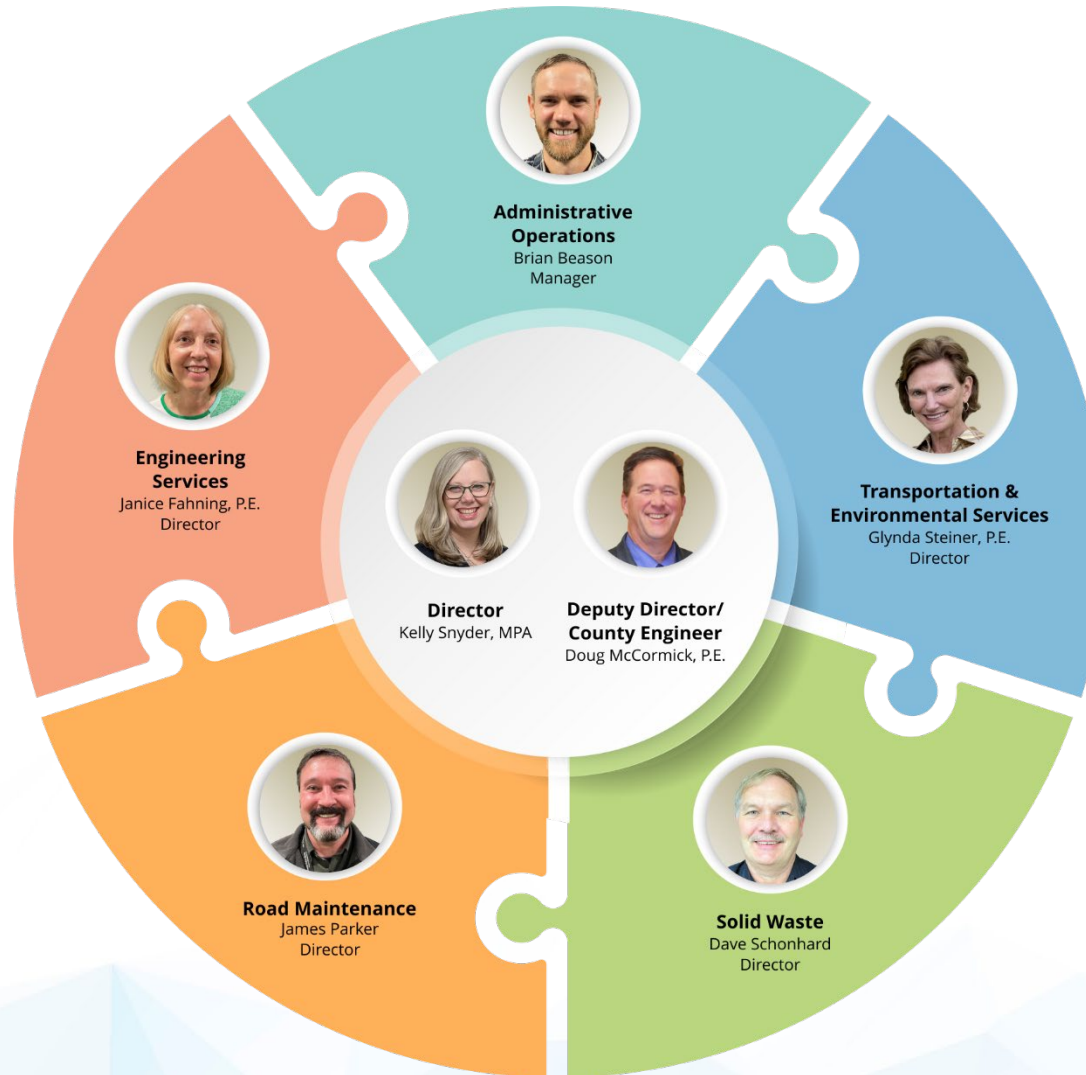 Administrative
Operations
Brian Beason
Manager
Engineering
Services
Janice Fahning, P.E.
Director
Transportation &
Environmental Services
Glynda Steiner, P.E.
Director
Director
Kelly Snyder, MPA
Deputy Director/
County Engineer
Doug McCormick, P.E.
Road Maintenance
James Parker
Director
Solid Waste
Dave Schonhard
Director